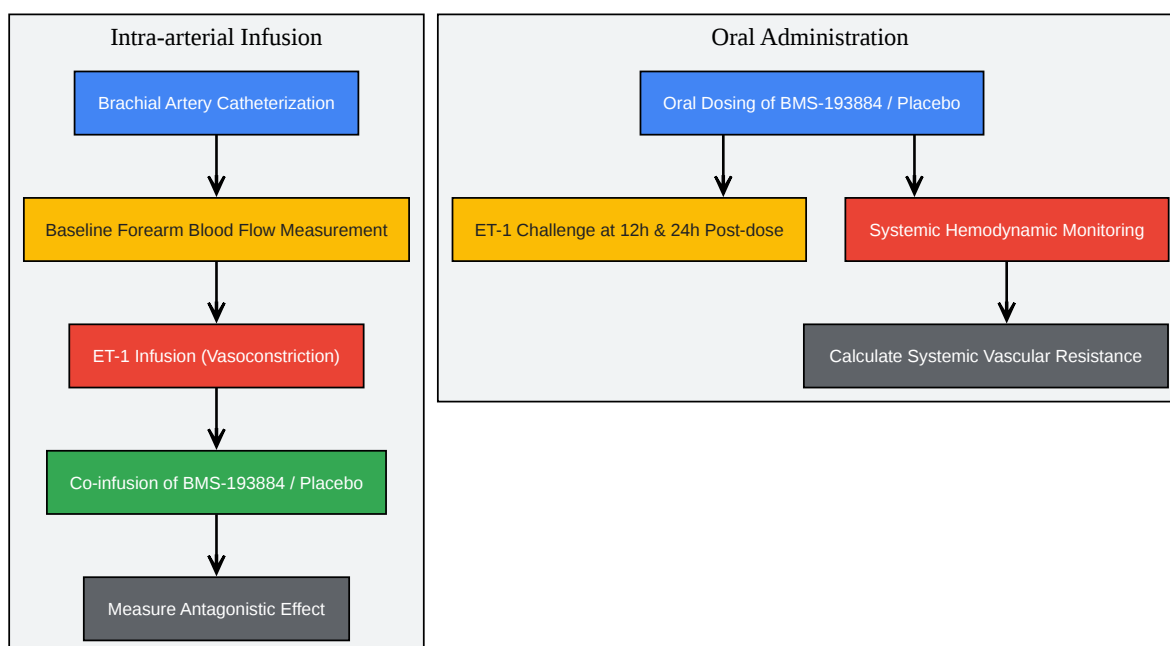 Intra-arterial Infusion
Brachial Artery Catheterization
Baseline Forearm Blood Flow Measurement
ET-1 Infusion (Vasoconstriction)
Co-infusion of BMS-193884 / Placebo
Measure Antagonistic Effect
Oral Administration
Oral Dosing of BMS-193884 / Placebo
ET-1 Challenge at 12h & 24h Post-dose
Systemic Hemodynamic Monitoring
Calculate Systemic Vascular Resistance